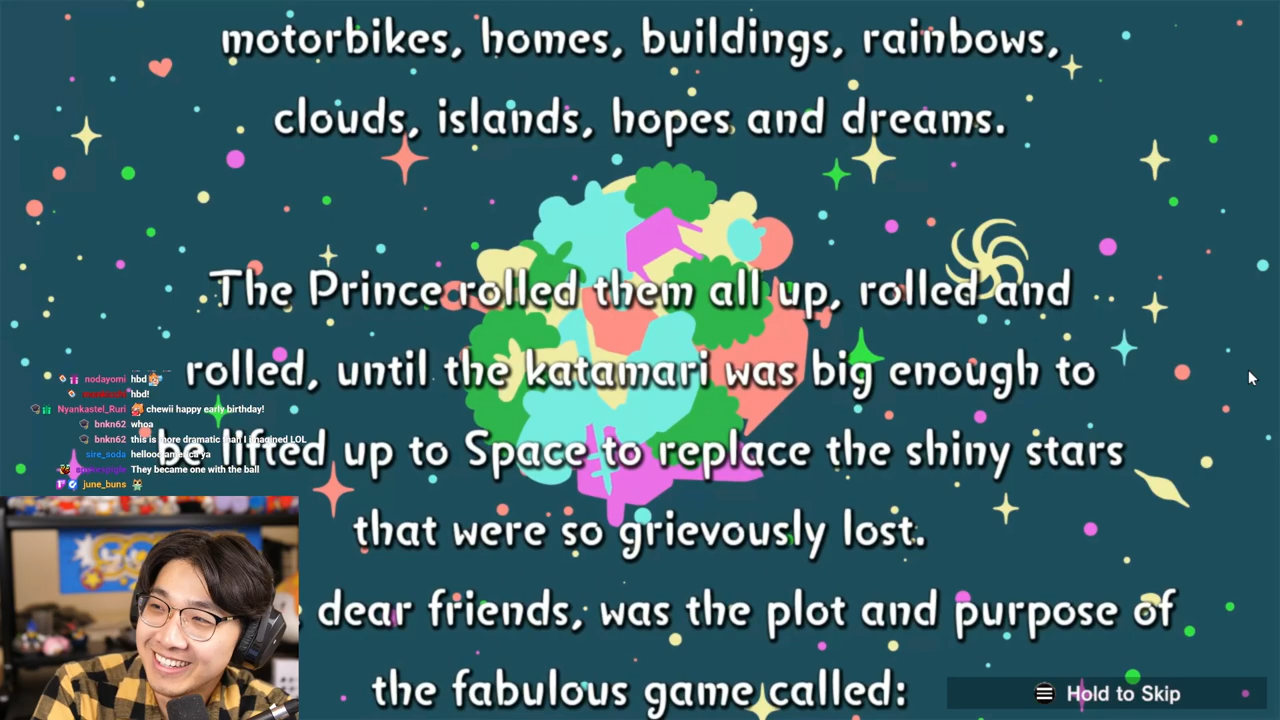 motorbikes, homes, buildings, rainbows,
clouds, islands, hopes and dreams.
The Prince rolled them all up, rolled and
rolled, until the katamari was big enough to
be lifted up to Space to replace the shiny stars
that were so grievously lost.
dear friends, was the plot and purpose of
the fabulous game called:
nodayomi hbd
hbd!
Nyankastel_Ruri chewii happy early birthday!
bnkn62 whoa
bnkn62 this is more dramatic than I imagined LOL
sire_soda
They became one with the ball
june_buns
Hold to Skip